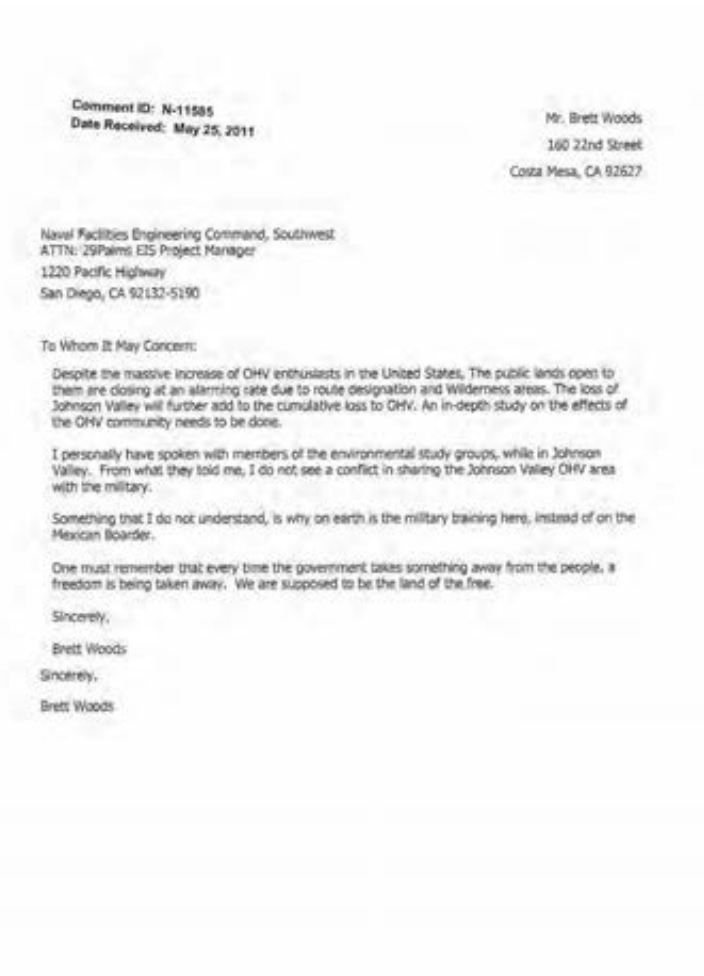 Comment ID: N-11585
Date Received: May 25, 2011
Mr. Brett Woods
160 22nd Street
Costa Mesa, CA 92627
Naval Facilities Engineering Command, Southwest
ATTN: 29Palms EIS Project Manager
1220 Pacific Highway
San Diego, CA 92132-5190
To Whom It May Concern:
Despite the massive increase of OHV enthusiasts in the United States, The public lands open to
them are closing at an alarming rate due to route designation and Wilderness areas. The loss of
Johnson Valley will further add to the cumulative loss to OHV. An in-depth study on the effects of
the OHV community needs to be done.
I personally have spoken with members of the environmental study groups, while in Johnson
Valley. From what they told me, I do not see a conflict in sharing the Johnson Valley OHV area
with the military.
Something that I do not understand, is why on earth is the military training here, instead of on the
Mexican Boarder.
One must remember that every time the government takes something away from the people, a
freedom is being taken away. We are supposed to be the land of the free.
Sincerely,
Brett Woods
Sincerely,
Brett Woods